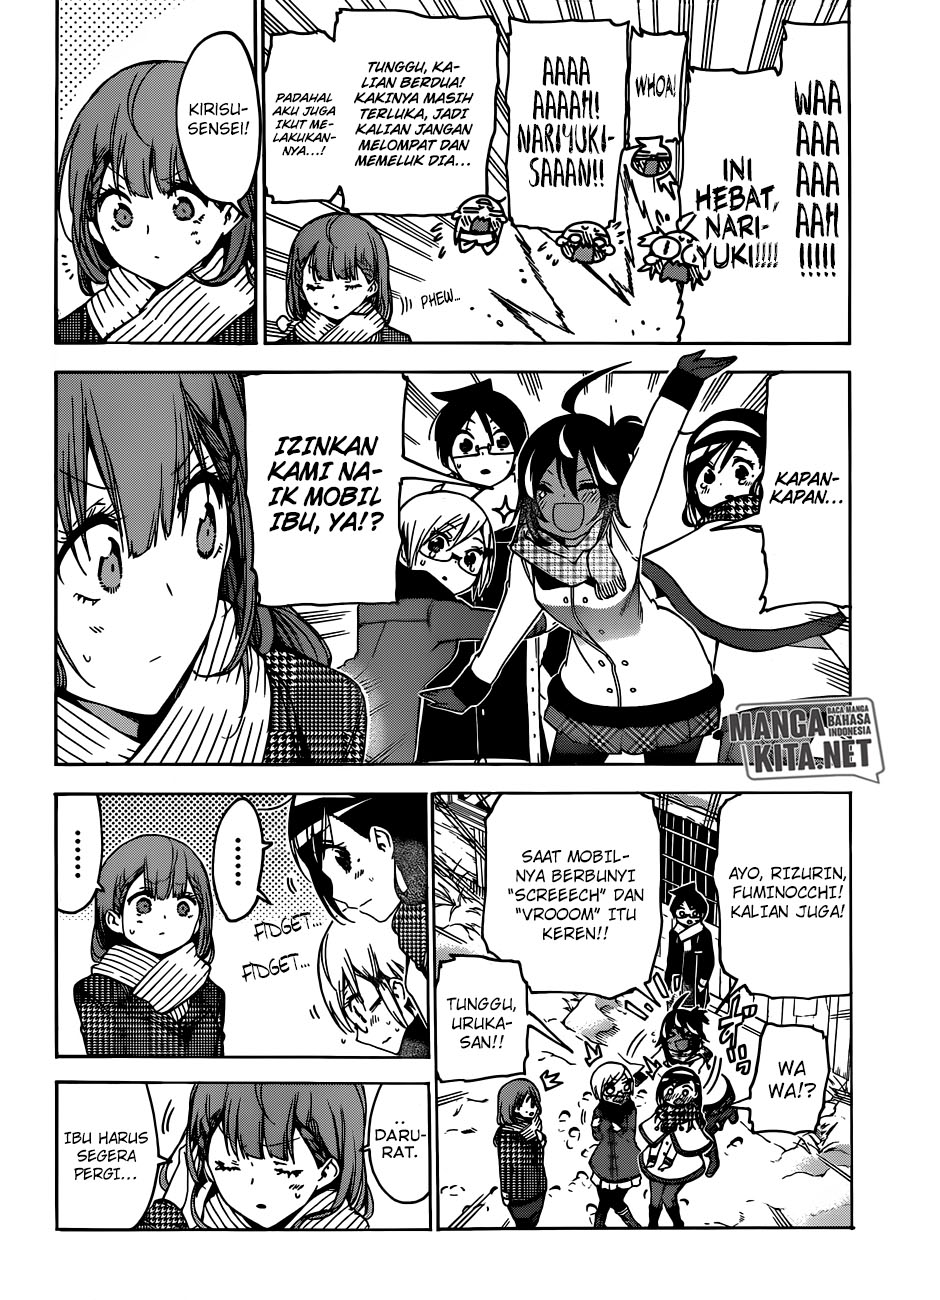 WAA
AAAAA
AAAAA
AAH
!!!!!
INI
HEBAT,
NARI-
YUKI!!!!
WHOA!
AAAA
AAAAAH!
NARIYUKI-
SAAAN!!
TUNGGU, KA-
LIAN BERDUA!
KAKINYA MASIH
TERLUKA, JADI
KALIAN JANGAN
MELOMPAT DAN
MEMELUK DIA...
PADAHAL
AKU JUGA
IKUT ME-
LAKUKAN-
NYA...!
PHEW...
KIRISU-
SENSEI!
KAPAN-
KAPAN...
IZINKAN
KAMI NA-
IK MOBIL
IBU, YA!?
MANGA
KITA.NET
BACA MANGA
BAHASA
INDONESIA
AYO, RIZURIN,
FUMINOCCHI!
KALIAN JUGA!
SAAT MOBIL-
NYA BERBUNYI
"SCREEECH" DAN
"VROOOM" ITU
KEREN!!
WA
WA!?
TUNGGU,
URUKA-
SAN!!
FIDGET...
FIDGET...
......
......
DARU-
RAT.
IBU HARUS
SEGERA
PERGI...